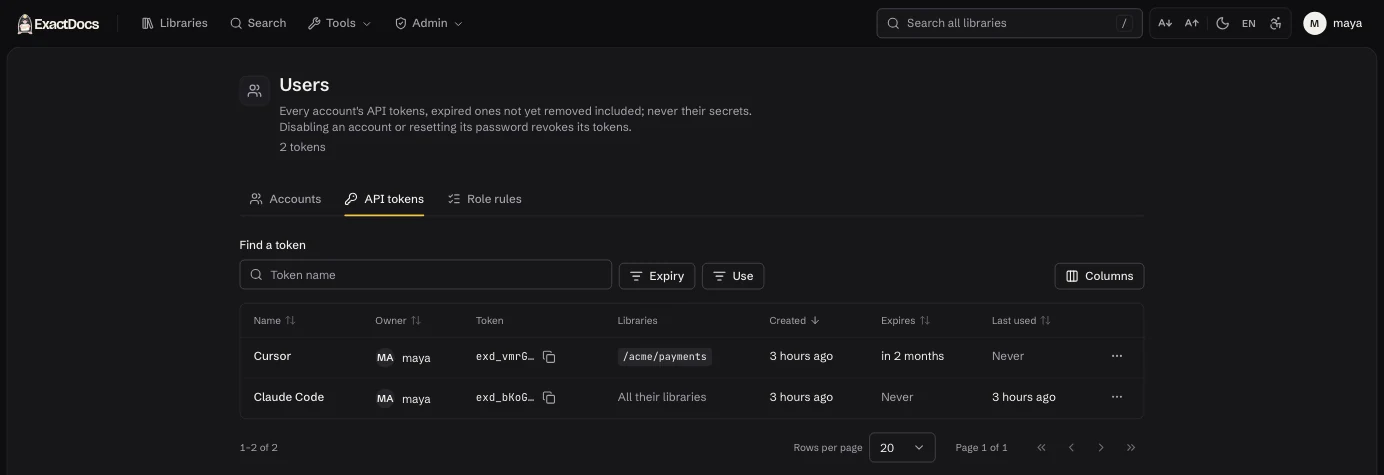 ExactDocs
Libraries Search Tools Admin Search all libraries / A↓ A↑ EN M maya
Users
Every account's API tokens, expired ones not yet removed included; never their secrets.
Disabling an account or resetting its password revokes its tokens.
2 tokens
Accounts API tokens Role rules
Find a token
Token name Expiry Use Columns
Name Owner Token Libraries Created Expires Last used
Cursor MA maya exd_vmrG… /acme/payments 3 hours ago in 2 months Never ···
Claude Code MA maya exd_bKoG… All their libraries 3 hours ago Never 3 hours ago ···
1–2 of 2 Rows per page 20 Page 1 of 1